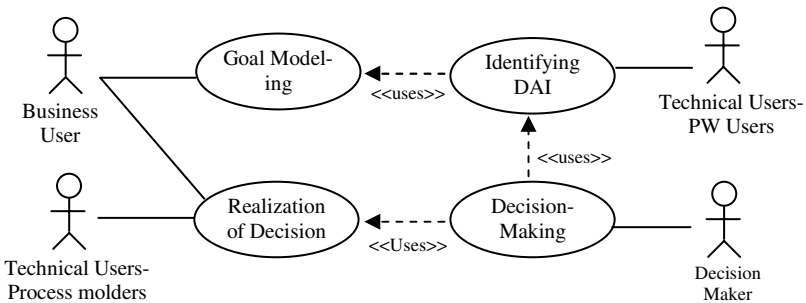 Goal Model-
ing
<<uses>>
Identifying
DAI
Business
User
Technical Users-
PW Users
<<uses>>
Realization
of Decision
<<Uses>>
Decision-
Making
Technical Users-
Process molders
Decision
Maker